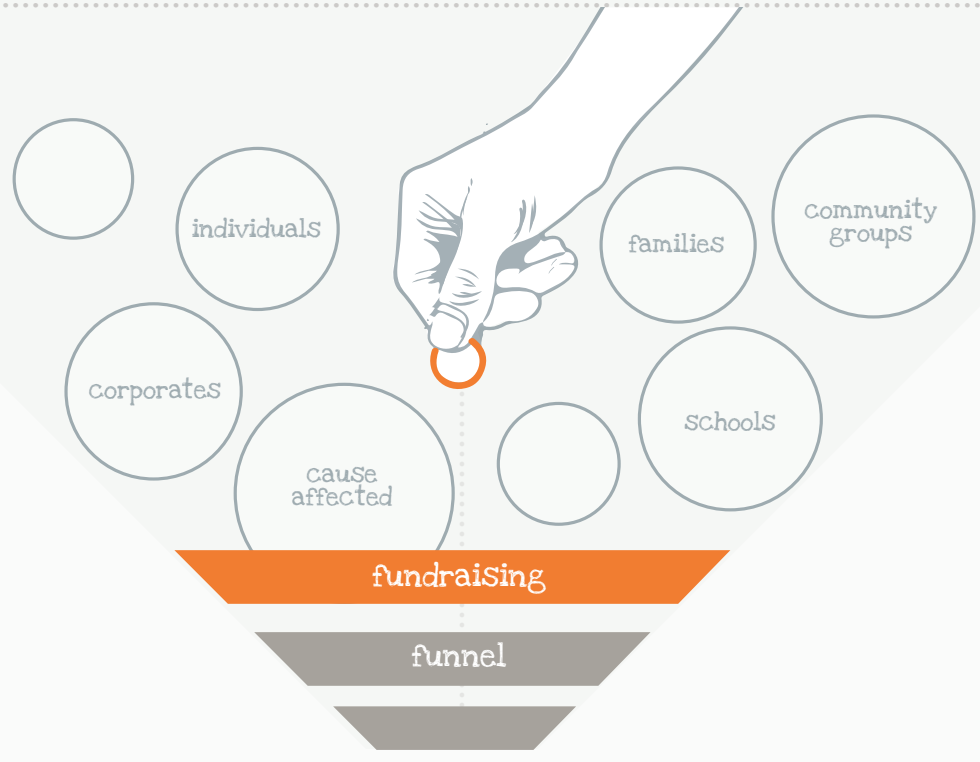 individuals
families
community
groups
corporates
schools
cause
affected
fundraising
funnel